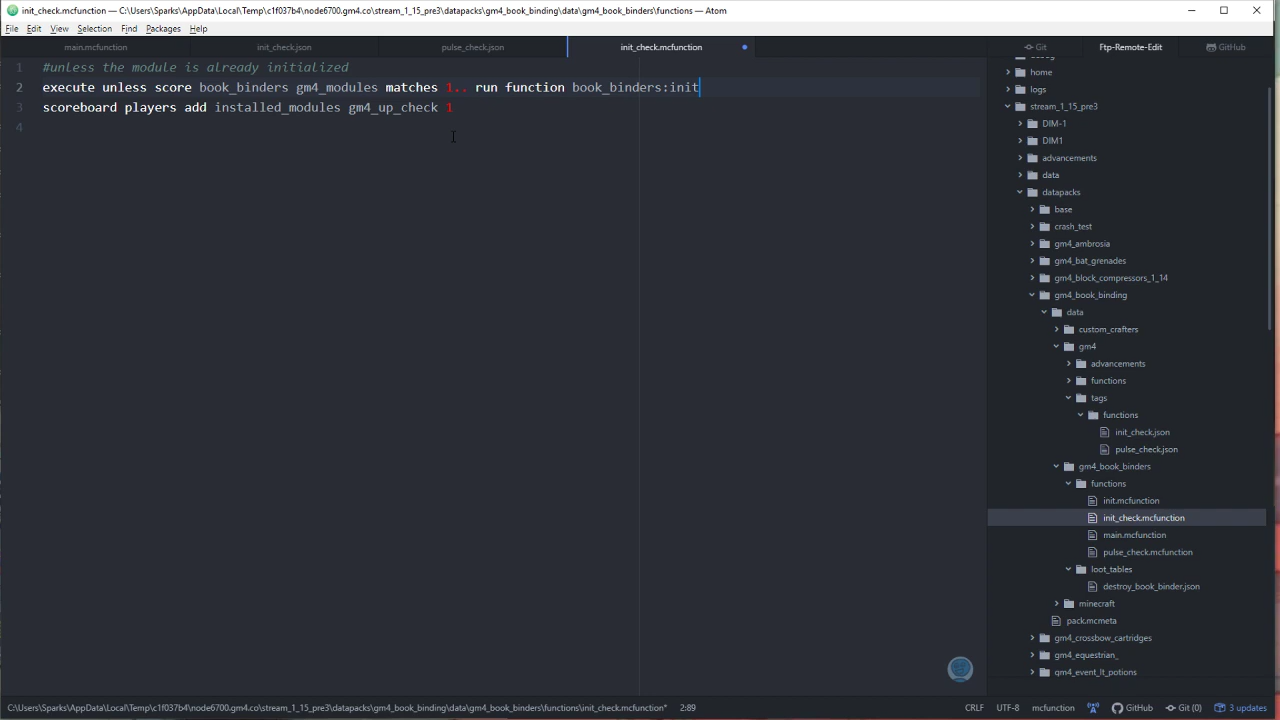 init_check.mcfunction — C:\Users\Sparks\AppData\Local\Temp\c1f037b4\node6700.gm4.co\stream_1_15_pre3\datapacks\gm4_book_binding\data\gm4_book_binders\functions — Atom
File Edit View Selection Find Packages Help
main.mcfunction init_check.json pulse_check.json init_check.mcfunction Git Ftp-Remote-Edit GitHub
1 #unless the module is already initialized
2 execute unless score book_binders gm4_modules matches 1.. run function book_binders:init
3 scoreboard players add installed_modules gm4_up_check 1
4
home
logs
stream_1_15_pre3
DIM-1
DIM1
advancements
data
datapacks
base
crash_test
gm4_ambrosia
gm4_bat_grenades
gm4_block_compressors_1_14
gm4_book_binding
data
custom_crafters
gm4
advancements
functions
tags
functions
init_check.json
pulse_check.json
gm4_book_binders
functions
init.mcfunction
init_check.mcfunction
main.mcfunction
pulse_check.mcfunction
loot_tables
destroy_book_binder.json
minecraft
pack.mcmeta
gm4_crossbow_cartridges
gm4_equestrian_
gm4_event_lt_potions
C:\Users\Sparks\AppData\Local\Temp\c1f037b4\node6700.gm4.co\stream_1_15_pre3\datapacks\gm4_book_binding\data\gm4_book_binders\functions\init_check.mcfunction* 2:89 CRLF UTF-8 mcfunction GitHub Git (0) 3 updates